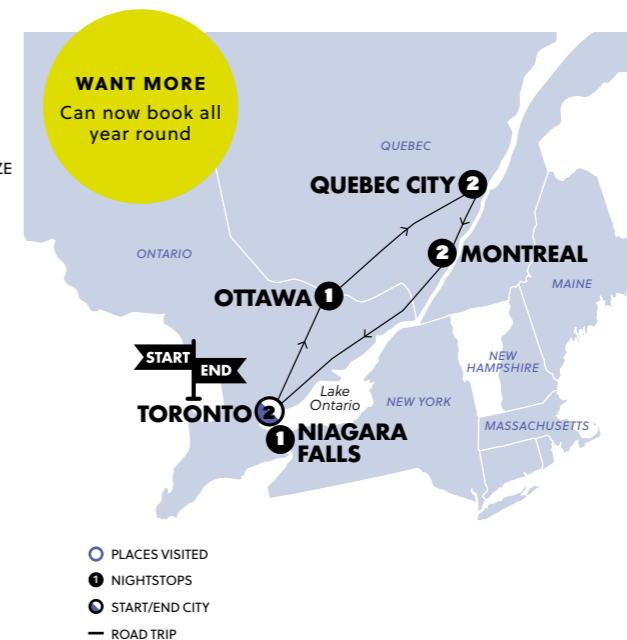 WANT MORE
Can now book all
year round
ZE
QUEBEC
QUEBEC CITY 2
2 MONTREAL
ONTARIO
MAINE
OTTAWA 1
START
END
NEW
HAMPSHIRE
Lake
Ontario
NEW YORK
TORONTO 2
MASSACHUSETTS
1 NIAGARA
FALLS
PLACES VISITED
1 NIGHTSTOPS
START/END CITY
ROAD TRIP